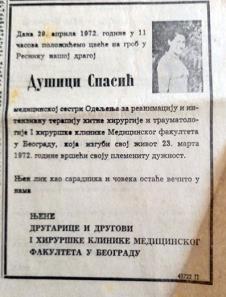 Дана 29. априла 1972. године у 11
часова положићемо цвеће на гроб у
Реснику нашој драгој
Душици Спасић
медицинској сестри Одељења за реанимацију и ин-
тензивну терапију хитне хирургије и трауматоло-
гије I хируршке клинике Медицинског факултета
у Београду, која изгуби свој живот 23. марта
1972. године вршећи своју племениту дужност.
Њен лик као сарадника и човека остаће вечито у
нама
ЊЕНЕ
ДРУГАРИЦЕ И ДРУГОВИ
I ХИРУРШКЕ КЛИНИКЕ МЕДИЦИНСКОГ
ФАКУЛТЕТА У БЕОГРАДУ